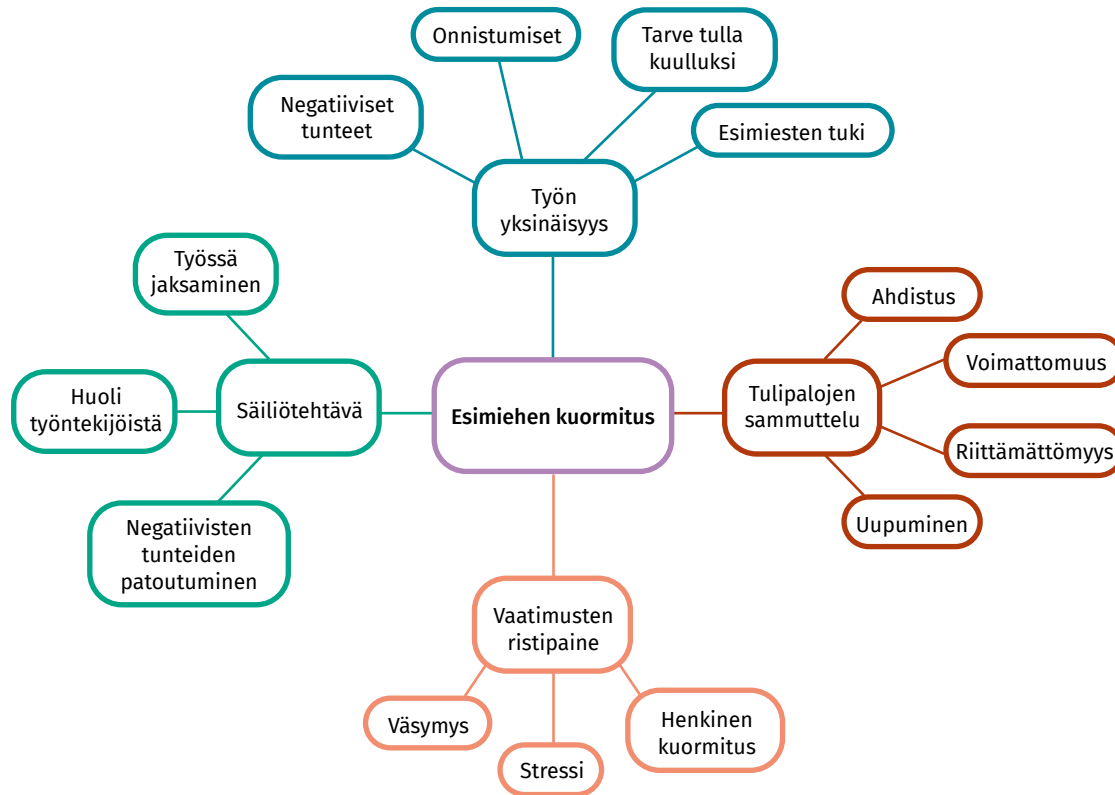 Onnistumiset
Tarve tulla
kuulluksi
Negatiiviset
tunteet
Esimiesten tuki
Työn
yksinäisyys
Työssä
jaksaminen
Huoli
työntekijöistä
Säiliötehtävä
Negatiivisten
tunteiden
patoutuminen
Esimiehen kuormitus
Tulipalojen
sammuttelu
Ahdistus
Voimattomuus
Riittämättömyys
Uupuminen
Vaatimusten
ristipaine
Väsymys
Stressi
Henkinen
kuormitus